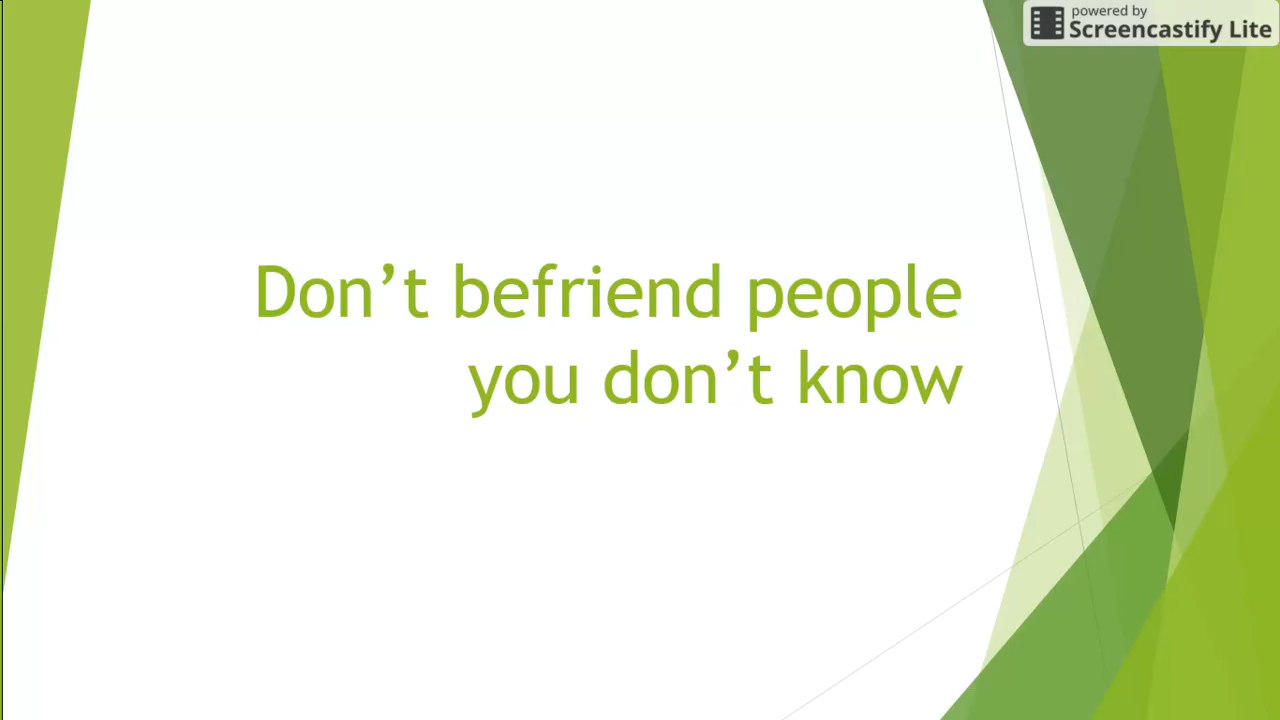 powered by
Screencastify Lite
Don’t befriend people
you don’t know